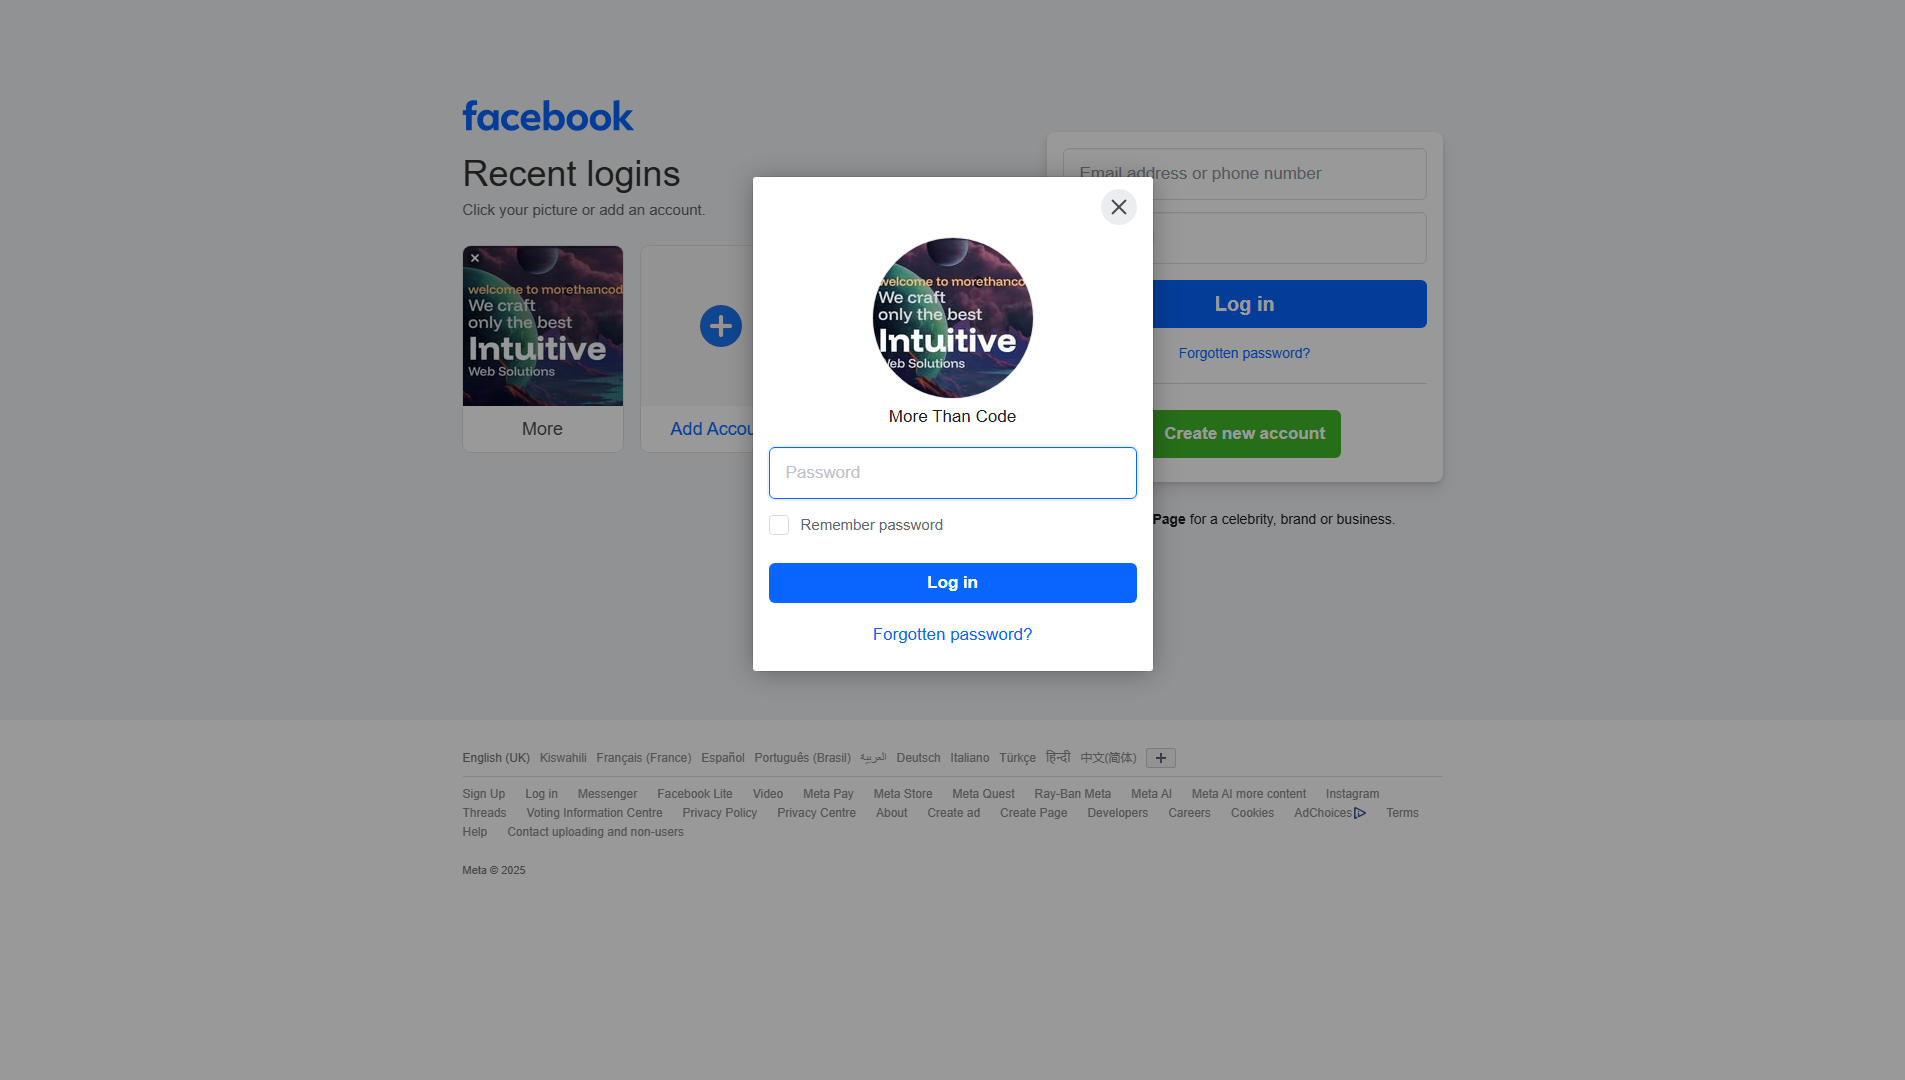 facebook
Recent logins
Click your picture or add an account.
welcome to morethancod
We craft
only the best
Intuitive
Web Solutions
More
Add Accou
welcome to morethanco
We craft
only the best
Intuitive
Web Solutions
More Than Code
Password
Remember password
Log in
Forgotten password?
Email address or phone number
Log in
Forgotten password?
Create new account
Page for a celebrity, brand or business.
English (UK) Kiswahili Français (France) Español Português (Brasil) العربية Deutsch Italiano Türkçe हिन्दी 中文(简体)
Sign Up Log in Messenger Facebook Lite Video Meta Pay Meta Store Meta Quest Ray-Ban Meta Meta AI Meta AI more content Instagram
Threads Voting Information Centre Privacy Policy Privacy Centre About Create ad Create Page Developers Careers Cookies AdChoices Terms
Help Contact uploading and non-users
Meta © 2025